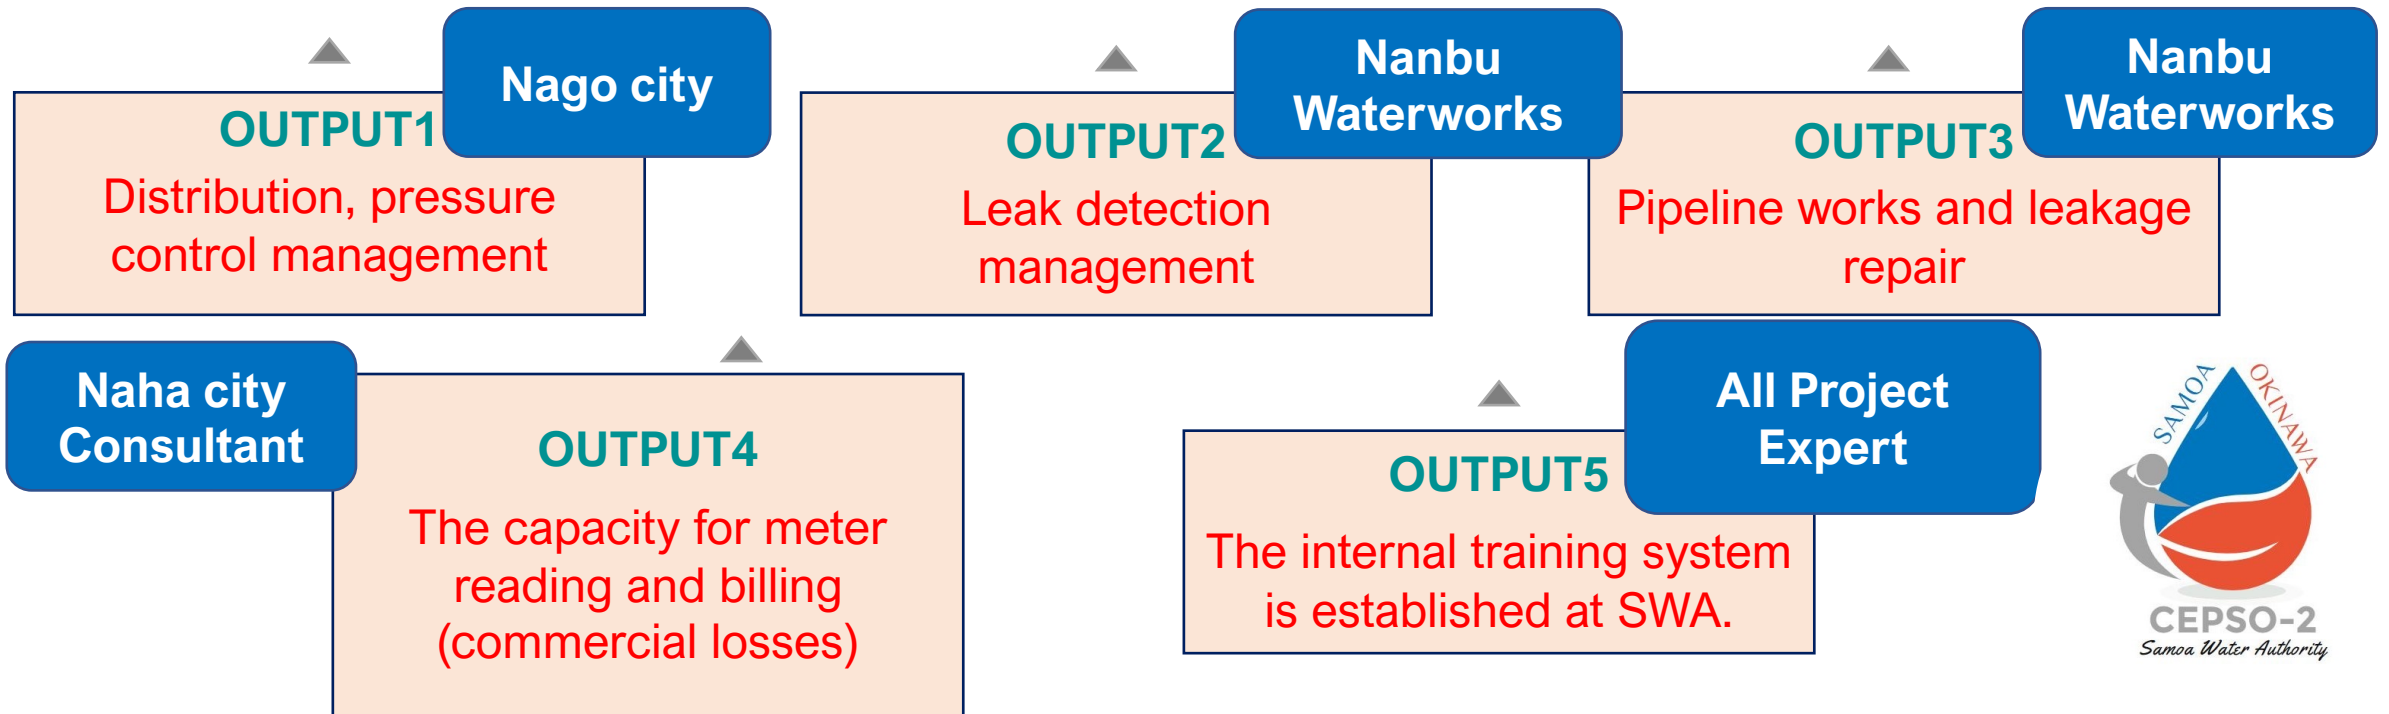 Nago city
OUTPUT1
Distribution, pressure
control management
Nanbu
Waterworks
OUTPUT2
Leak detection
management
Nanbu
Waterworks
OUTPUT3
Pipeline works and leakage
repair
Naha city
Consultant
OUTPUT4
The capacity for meter
reading and billing
(commercial losses)
All Project
Expert
OUTPUT5
The internal training system
is established at SWA.
SAMOA
OKINAWA
CEPSO-2
Samoa Water Authority